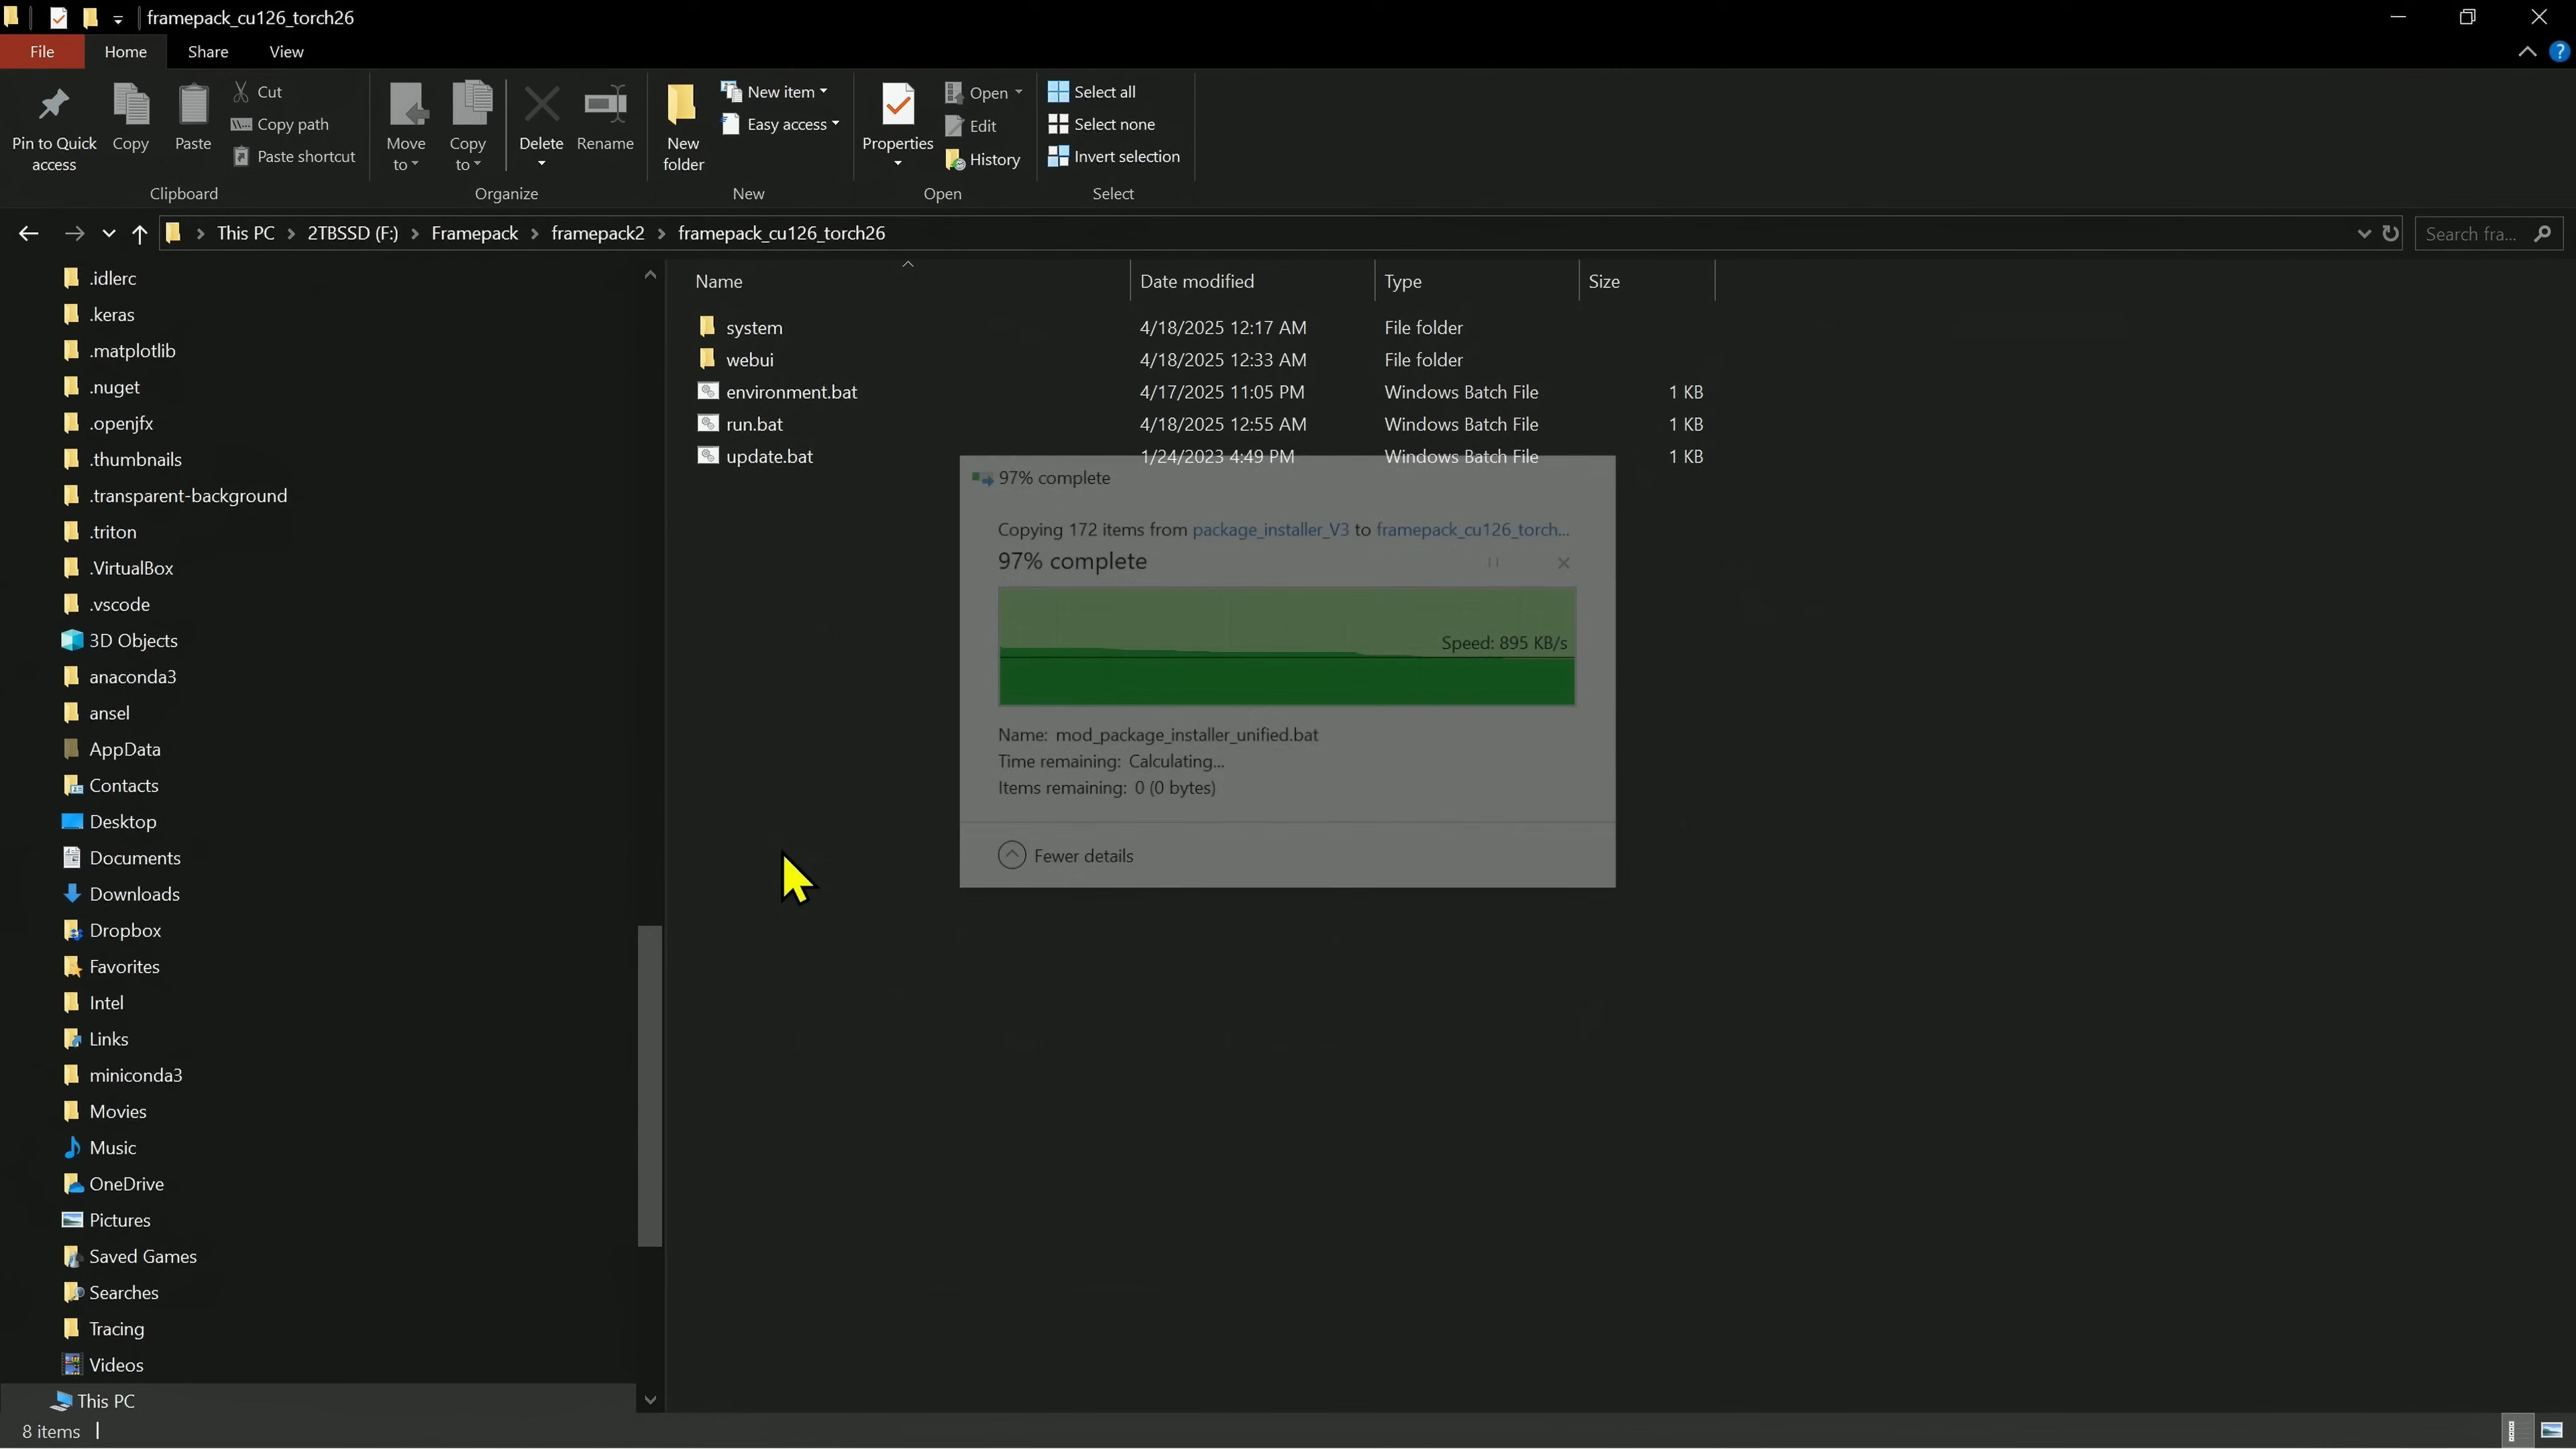 framepack_cu126_torch26
File Home Share View
Pin to Quick access
Copy
Paste
Cut
Copy path
Paste shortcut
Clipboard
Move to
Copy to
Delete
Rename
Organize
New folder
New item
Easy access
New
Properties
Open
Edit
History
Open
Select all
Select none
Invert selection
Select
This PC > 2TBSSD (F:) > Framepack > framepack2 > framepack_cu126_torch26
Search fra...
.idlerc
.keras
.matplotlib
.nuget
.openjfx
.thumbnails
.transparent-background
.triton
.VirtualBox
.vscode
3D Objects
anaconda3
ansel
AppData
Contacts
Desktop
Documents
Downloads
Dropbox
Favorites
Intel
Links
miniconda3
Movies
Music
OneDrive
Pictures
Saved Games
Searches
Tracing
Videos
This PC
Name Date modified Type Size
system 4/18/2025 12:17 AM File folder
webui 4/18/2025 12:33 AM File folder
environment.bat 4/17/2025 11:05 PM Windows Batch File 1 KB
run.bat 4/18/2025 12:55 AM Windows Batch File 1 KB
update.bat 1/24/2023 4:49 PM Windows Batch File 1 KB
97% complete
Copying 172 items from package_installer_V3 to framepack_cu126_torch...
97% complete
Speed: 895 KB/s
Name: mod_package_installer_unified.bat
Time remaining: Calculating...
Items remaining: 0 (0 bytes)
Fewer details
8 items